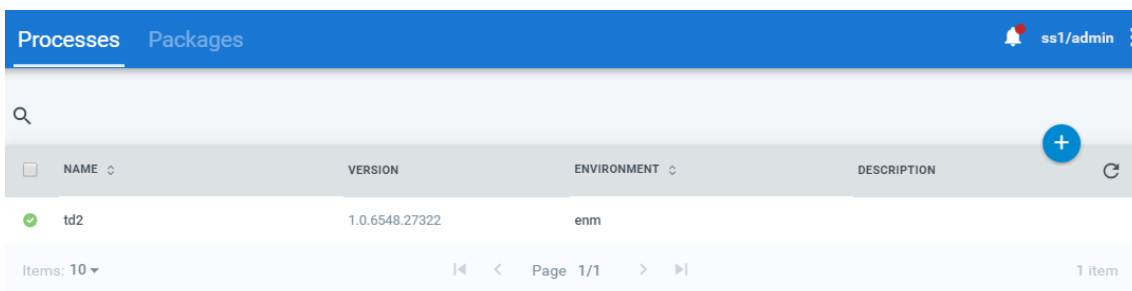 Processes Packages ss1/admin
NAME VERSION ENVIRONMENT DESCRIPTION
td2 1.0.6548.27322 enm
Items: 10 Page 1/1 1 item